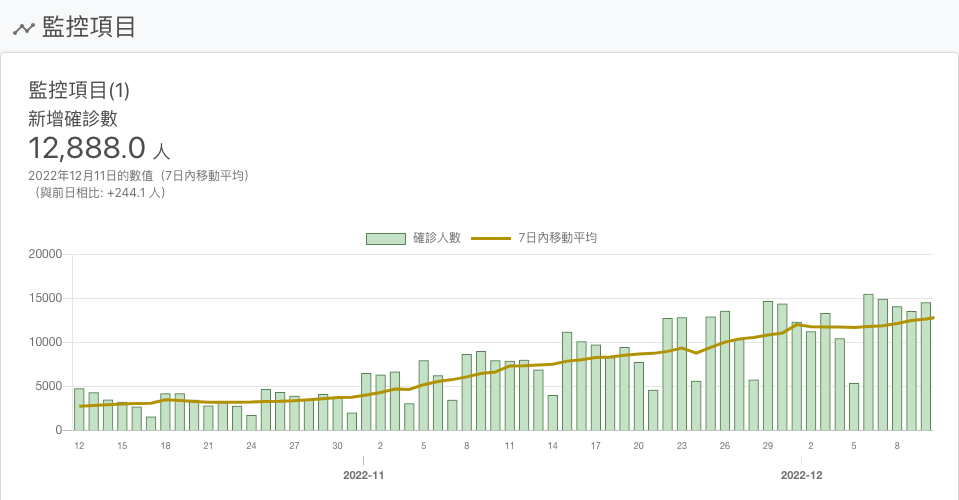 監控項目
監控項目(1)
新增確診數
12,888.0 人
2022年12月11日的數值（7日內移動平均）
（與前日相比: +244.1 人）
確診人數 7日內移動平均
20000
15000
10000
5000
0
12 15 18 21 24 27 30 2 5 8 11 14 17 20 23 26 29 2 5 8
2022-11 2022-12